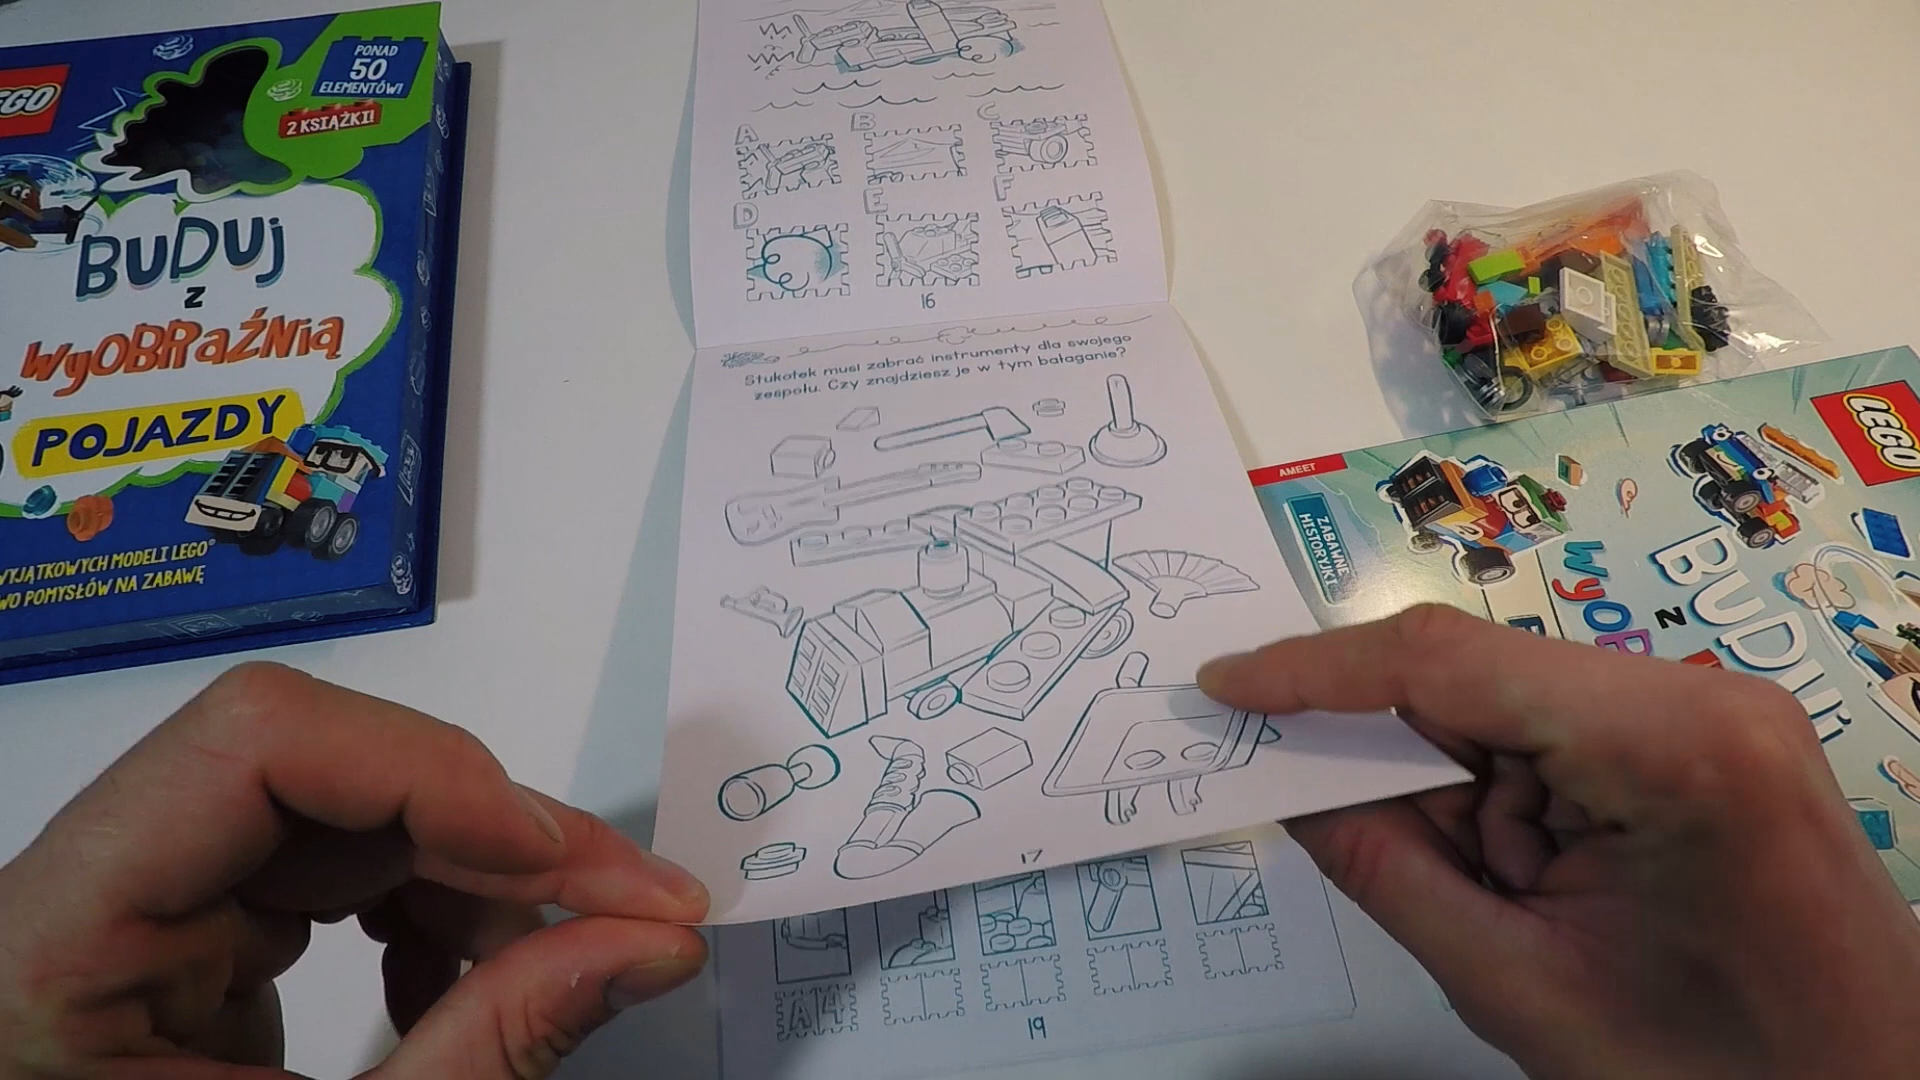 LEGO
PONAD
50
ELEMENTÓW!
2 KSIĄŻKI!
BUDUJ
Z
WYOBRAŹNIĄ
POJAZDY
WYJĄTKOWYCH MODELI LEGO®
POMYSŁÓW NA ZABAWĘ
A
B
C
D
E
F
16
Stukotek musi zabrać instrumenty dla swojego
zespołu. Czy znajdziesz je w tym bałaganie?
17
A4
19
AMEET
ZABAWNE
HISTORYJKI
LEGO
BUDUJ
Z